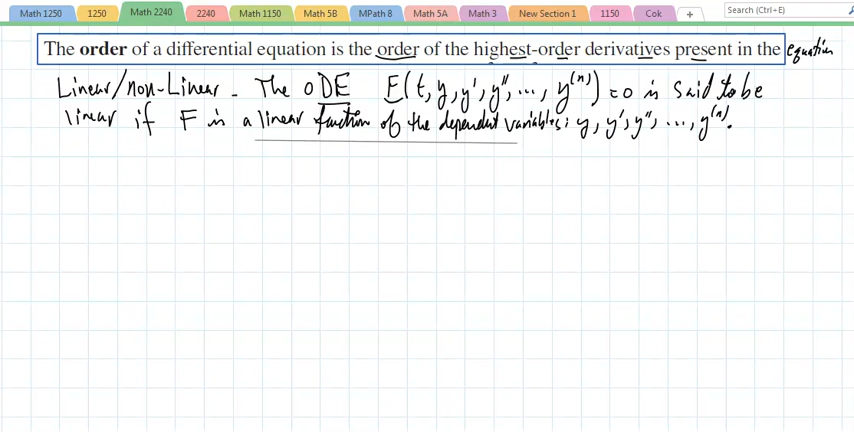 Math 1250 1250 Math 2240 2240 Math 1150 Math 5B MPath 8 Math 5A Math 3 New Section 1 1150 Cok + Search (Ctrl+E)
The order of a differential equation is the order of the highest-order derivatives present in the equation
Linear/non-Linear - The ODE F(t, y, y', y'', ..., y^(n)) = 0 is said to be
linear if F is a linear function of the dependent variables: y, y', y'', ..., y^(n).